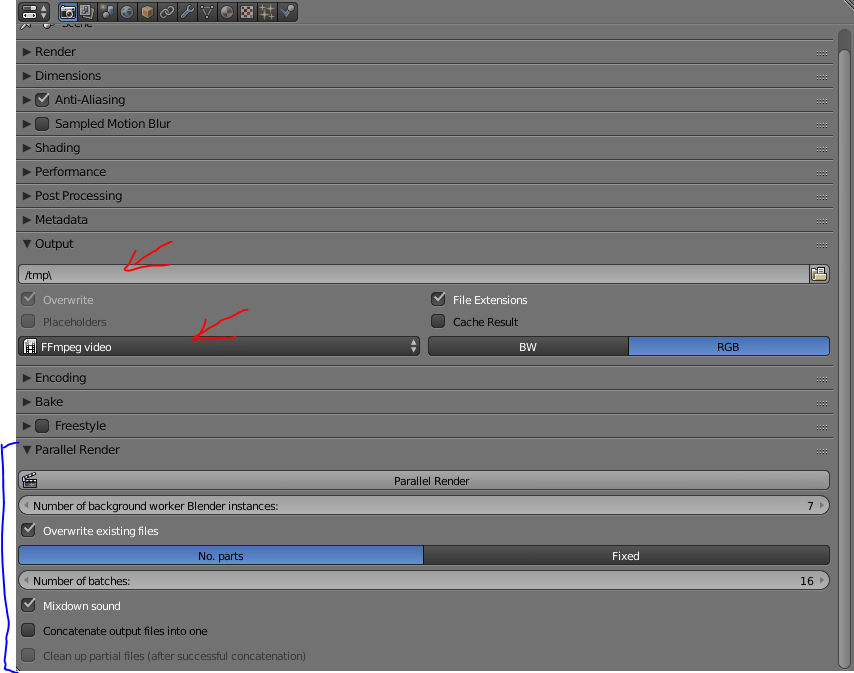 Scene
Render
Dimensions
Anti-Aliasing
Sampled Motion Blur
Shading
Performance
Post Processing
Metadata
Output
/tmp\
Overwrite File Extensions
Placeholders Cache Result
FFmpeg video BW RGB
Encoding
Bake
Freestyle
Parallel Render
Parallel Render
Number of background worker Blender instances: 7
Overwrite existing files
No. parts Fixed
Number of batches: 16
Mixdown sound
Concatenate output files into one
Clean up partial files (after successful concatenation)